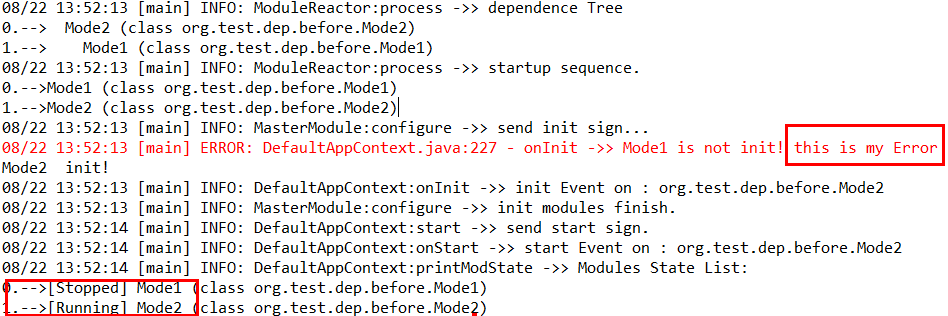 08/22 13:52:13 [main] INFO: ModuleReactor:process ->> dependence Tree
0.-->  Mode2 (class org.test.dep.before.Mode2)
1.-->    Mode1 (class org.test.dep.before.Mode1)
08/22 13:52:13 [main] INFO: ModuleReactor:process ->> startup sequence.
0.-->Mode1 (class org.test.dep.before.Mode1)
1.-->Mode2 (class org.test.dep.before.Mode2)
08/22 13:52:13 [main] INFO: MasterModule:configure ->> send init sign...
08/22 13:52:13 [main] ERROR: DefaultAppContext.java:227 - onInit ->> Mode1 is not init! this is my Error
Mode2  init!
08/22 13:52:13 [main] INFO: DefaultAppContext:onInit ->> init Event on : org.test.dep.before.Mode2
08/22 13:52:13 [main] INFO: MasterModule:configure ->> init modules finish.
08/22 13:52:14 [main] INFO: DefaultAppContext:start ->> send start sign.
08/22 13:52:14 [main] INFO: DefaultAppContext:onStart ->> start Event on : org.test.dep.before.Mode2
08/22 13:52:14 [main] INFO: DefaultAppContext:printModState ->> Modules State List:
0.-->[Stopped] Mode1 (class org.test.dep.before.Mode1)
1.-->[Running] Mode2 (class org.test.dep.before.Mode2)